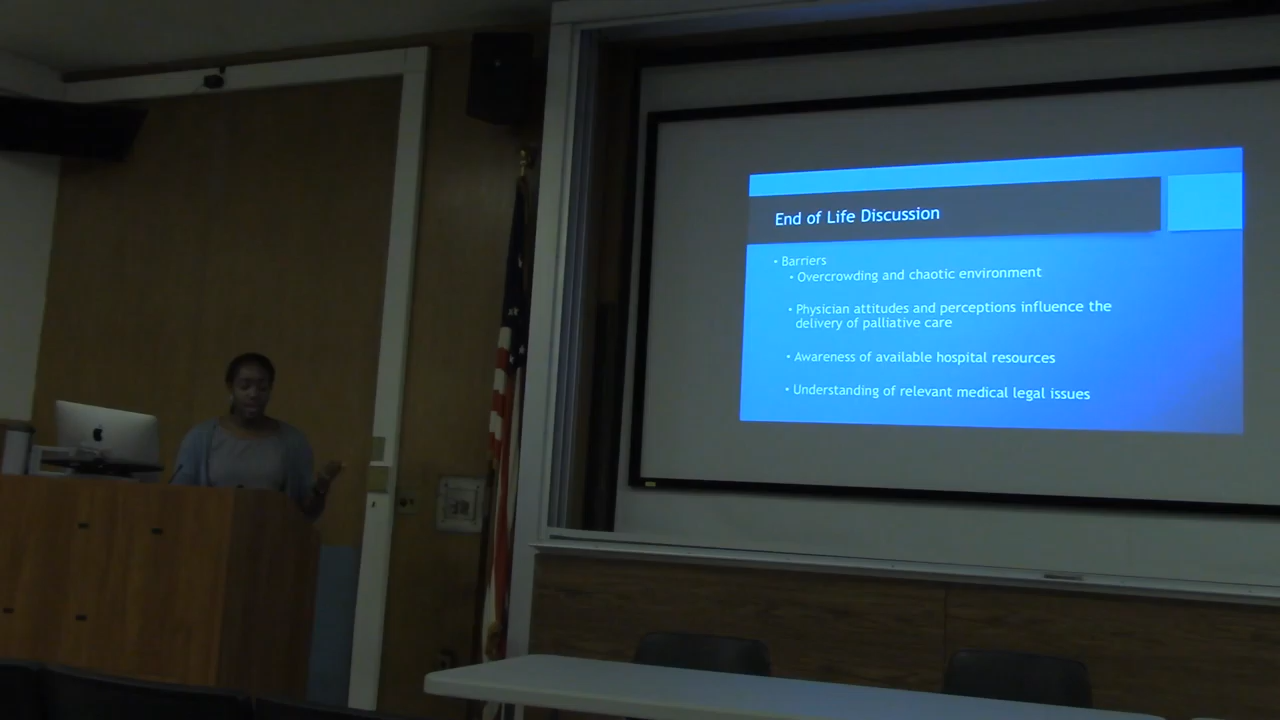 End of Life Discussion
• Barriers
• Overcrowding and chaotic environment
• Physician attitudes and perceptions influence the
delivery of palliative care
• Awareness of available hospital resources
• Understanding of relevant medical legal issues